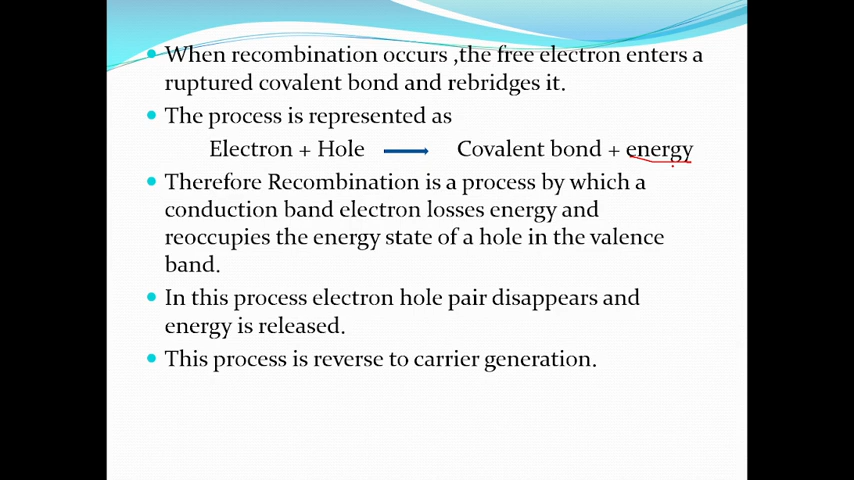 When recombination occurs ,the free electron enters a
ruptured covalent bond and rebridges it.
The process is represented as
Electron + Hole → Covalent bond + energy
Therefore Recombination is a process by which a
conduction band electron losses energy and
reoccupies the energy state of a hole in the valence
band.
In this process electron hole pair disappears and
energy is released.
This process is reverse to carrier generation.